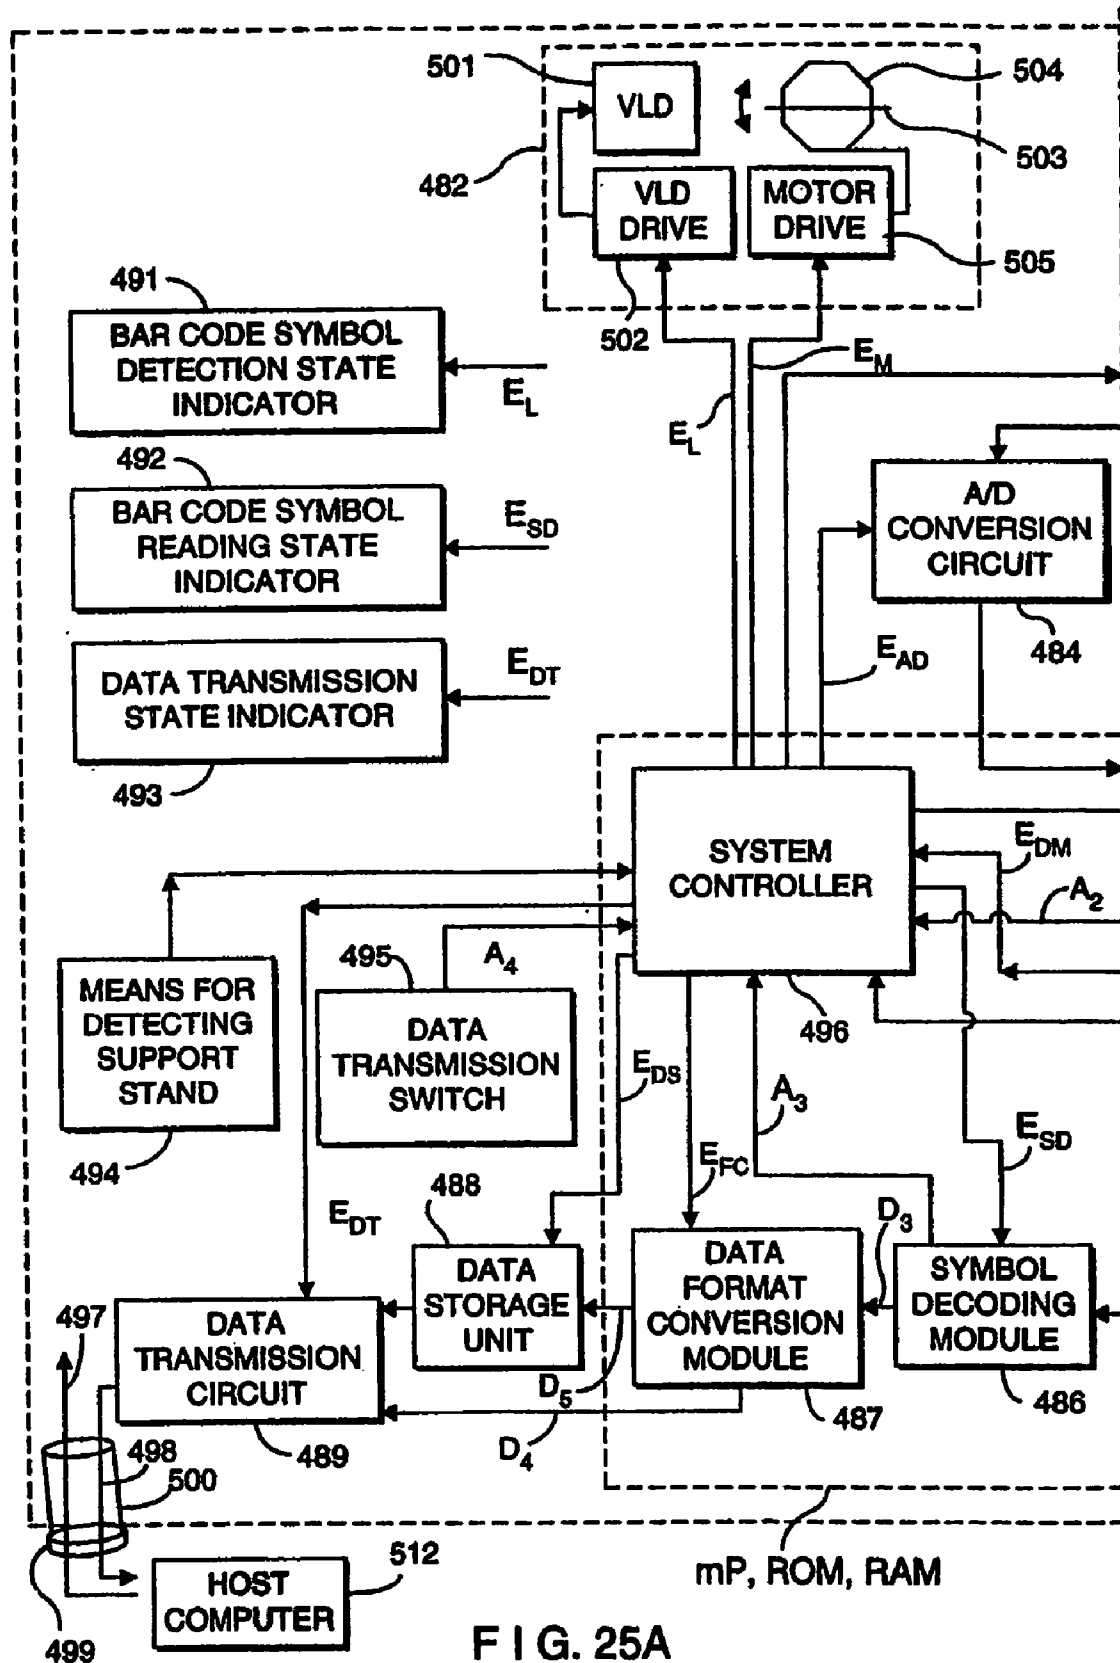 501
VLD
504
503
482
VLD
DRIVE
MOTOR
DRIVE
505
502
491
BAR CODE SYMBOL
DETECTION STATE
INDICATOR
E_L
E_M
E_L
492
BAR CODE SYMBOL
READING STATE
INDICATOR
E_SD
A/D
CONVERSION
CIRCUIT
484
E_AD
DATA TRANSMISSION
STATE INDICATOR
E_DT
493
SYSTEM
CONTROLLER
E_DM
A_2
495
A_4
496
MEANS FOR
DETECTING
SUPPORT
STAND
494
DATA
TRANSMISSION
SWITCH
E_DS
A_3
E_FC
E_SD
E_DT
488
DATA
STORAGE
UNIT
DATA
FORMAT
CONVERSION
MODULE
487
D_3
SYMBOL
DECODING
MODULE
486
497
DATA
TRANSMISSION
CIRCUIT
489
D_5
D_4
498
500
499
HOST
COMPUTER
512
mP, ROM, RAM
FIG. 25A